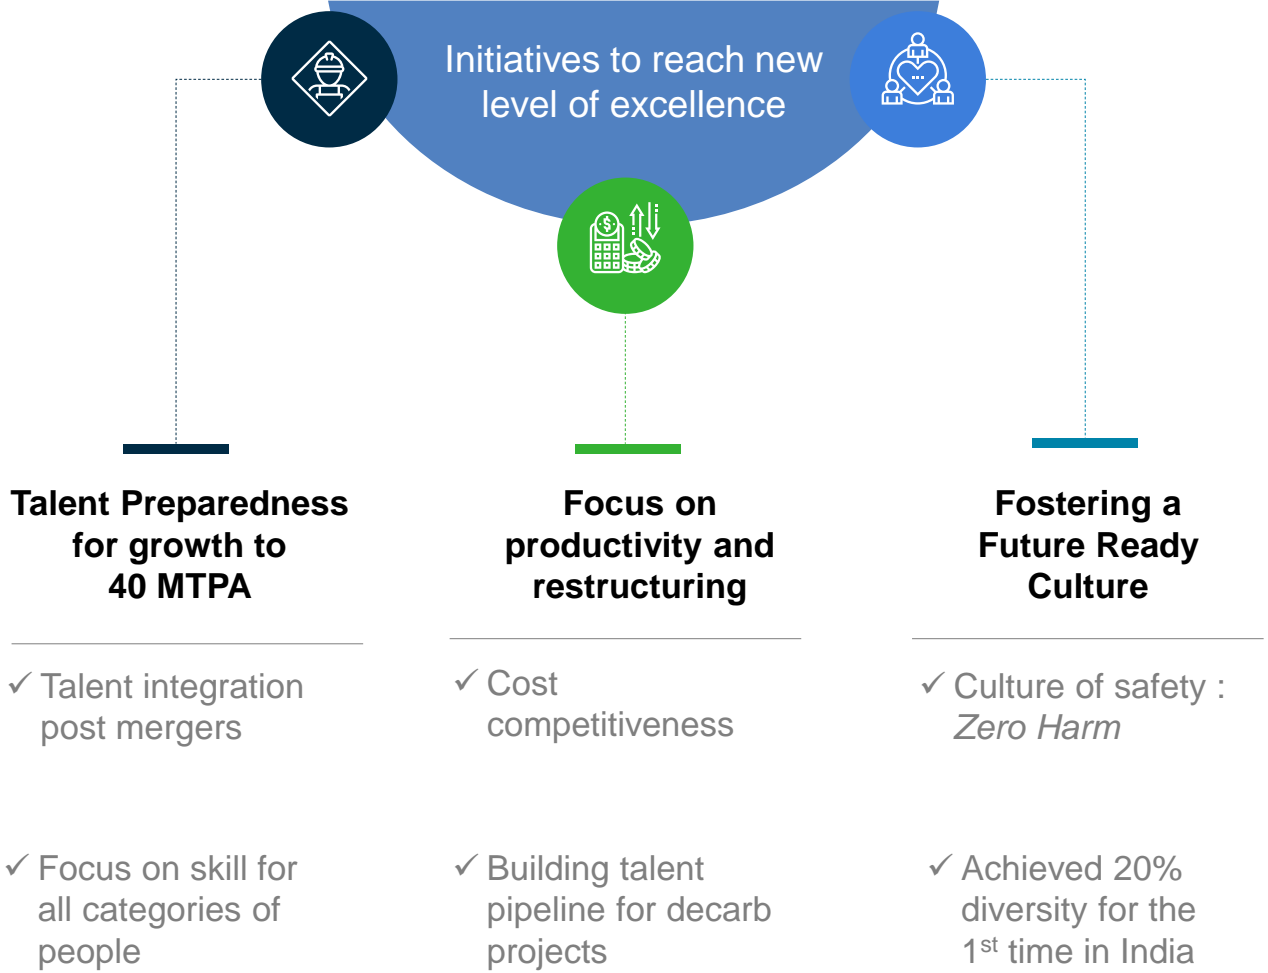 Initiatives to reach new
level of excellence
Talent Preparedness
for growth to
40 MTPA
✓ Talent integration
post mergers
✓ Focus on skill for
all categories of
people
Focus on
productivity and
restructuring
✓ Cost
competitiveness
✓ Building talent
pipeline for decarb
projects
Fostering a
Future Ready
Culture
✓ Culture of safety :
Zero Harm
✓ Achieved 20%
diversity for the
1st time in India